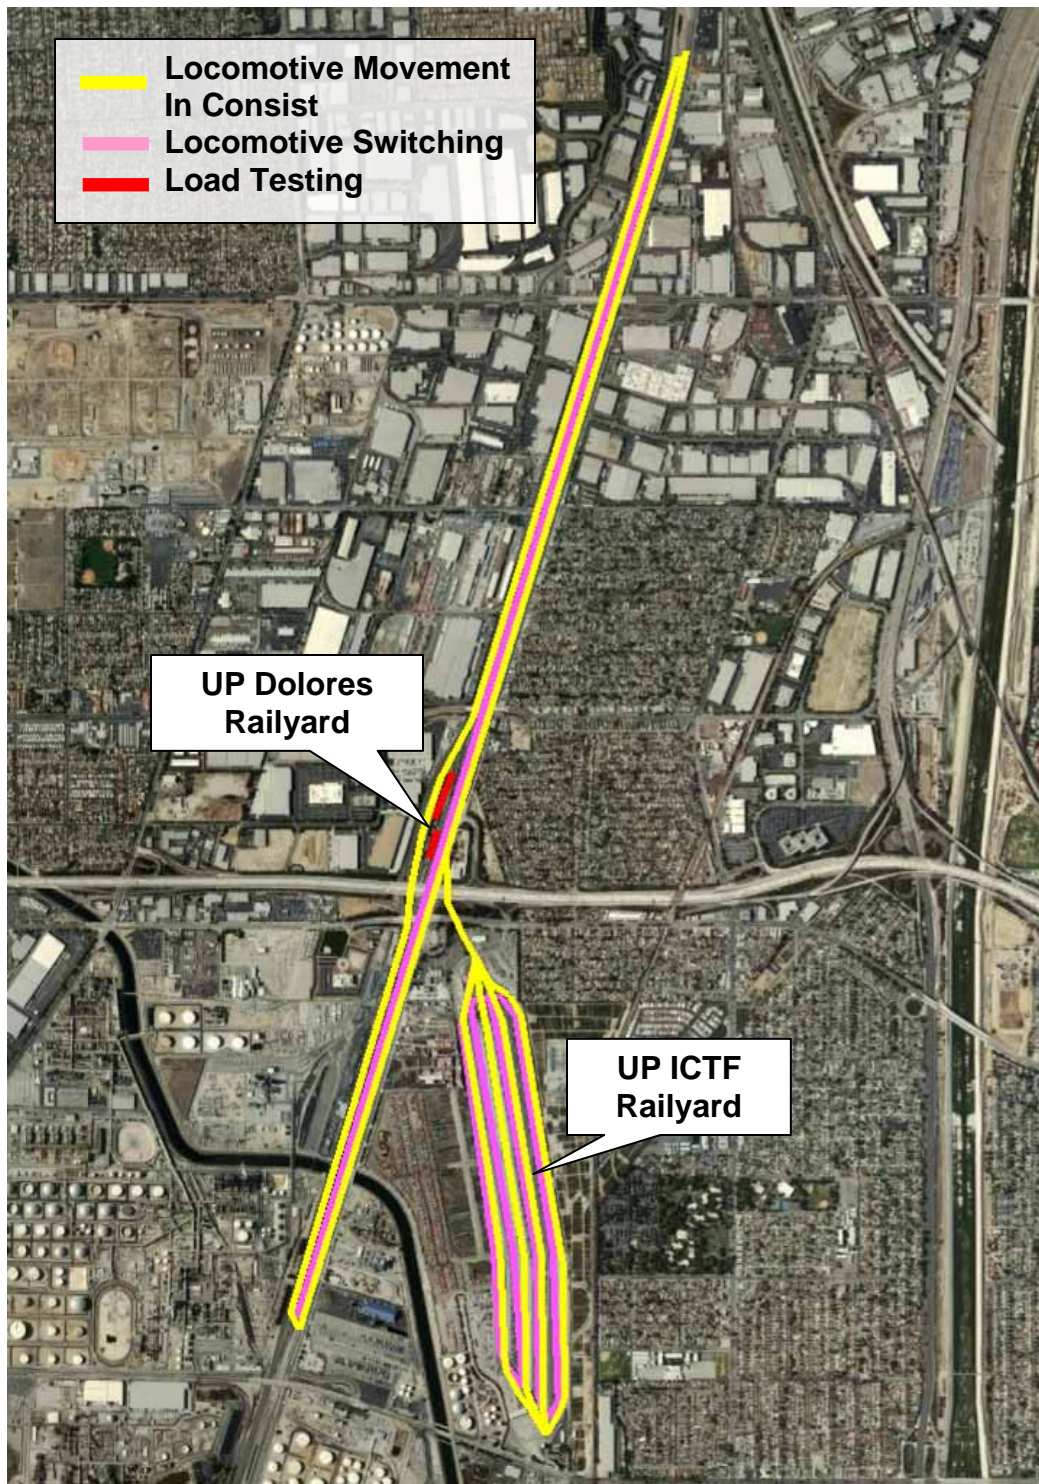 Locomotive Movement
In Consist
Locomotive Switching
Load Testing
UP Dolores
Railyard
UP ICTF
Railyard